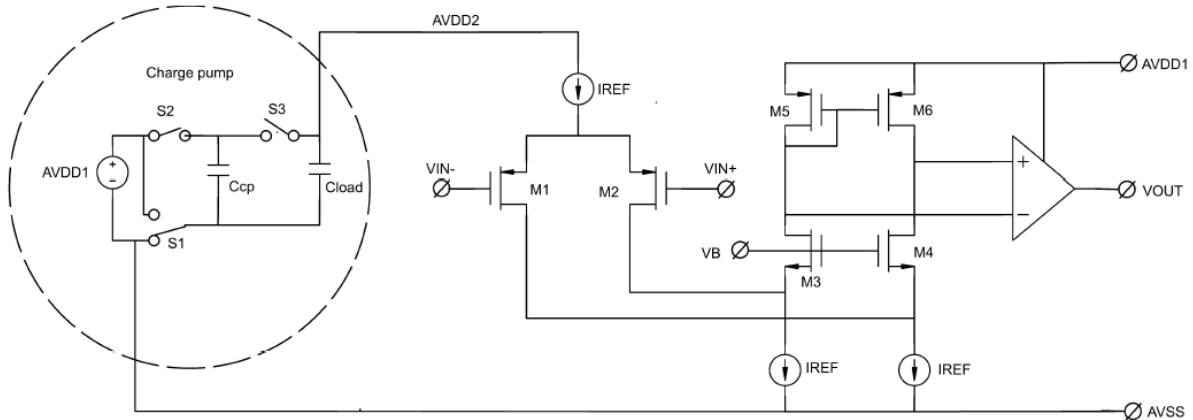 AVDD2
Charge pump
AVDD1
IREF
S2
S3
M5
M6
AVDD1
Ccp
Cload
VIN-
M1
M2
VIN+
+
−
VOUT
S1
VB
M3
M4
IREF
IREF
AVSS